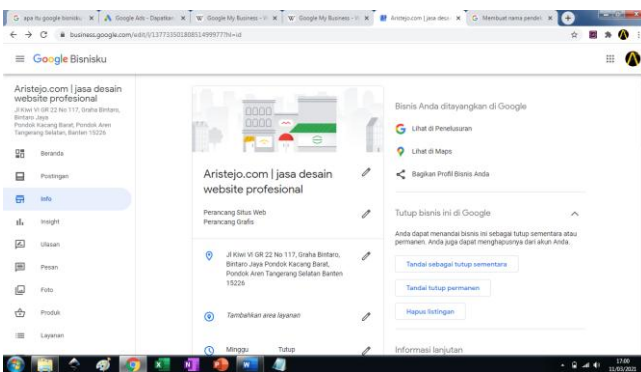 apa itu google bisnisku
Google Ads - Dapatkan
Google My Business - Vi
Google My Business - Vi
Aristejo.com | jasa desa
Membuat nama pendek
business.google.com/edit/l/13773350180851499977?hl=id
Google Bisnisku
Aristejo.com | jasa desain
website profesional
Jl Kiwi VI GR 22 No 117, Graha Bintaro,
Bintaro Jaya
Pondok Kacang Barat, Pondok Aren
Tangerang Selatan, Banten 15226
Beranda
Postingan
Info
Insight
Ulasan
Pesan
Foto
Produk
Layanan
Aristejo.com | jasa desain
website profesional
Perancang Situs Web
Perancang Grafis
Jl Kiwi VI GR 22 No 117, Graha Bintaro,
Bintaro Jaya Pondok Kacang Barat,
Pondok Aren Tangerang Selatan Banten
15226
Tambahkan area layanan
Minggu Tutup
Bisnis Anda ditayangkan di Google
Lihat di Penelusuran
Lihat di Maps
Bagikan Profil Bisnis Anda
Tutup bisnis ini di Google
Anda dapat menandai bisnis ini sebagai tutup sementara atau
permanen. Anda juga dapat menghapusnya dari akun Anda.
Tandai sebagai tutup sementara
Tandai tutup permanen
Hapus listingan
Informasi lanjutan
17:00
11/03/2021